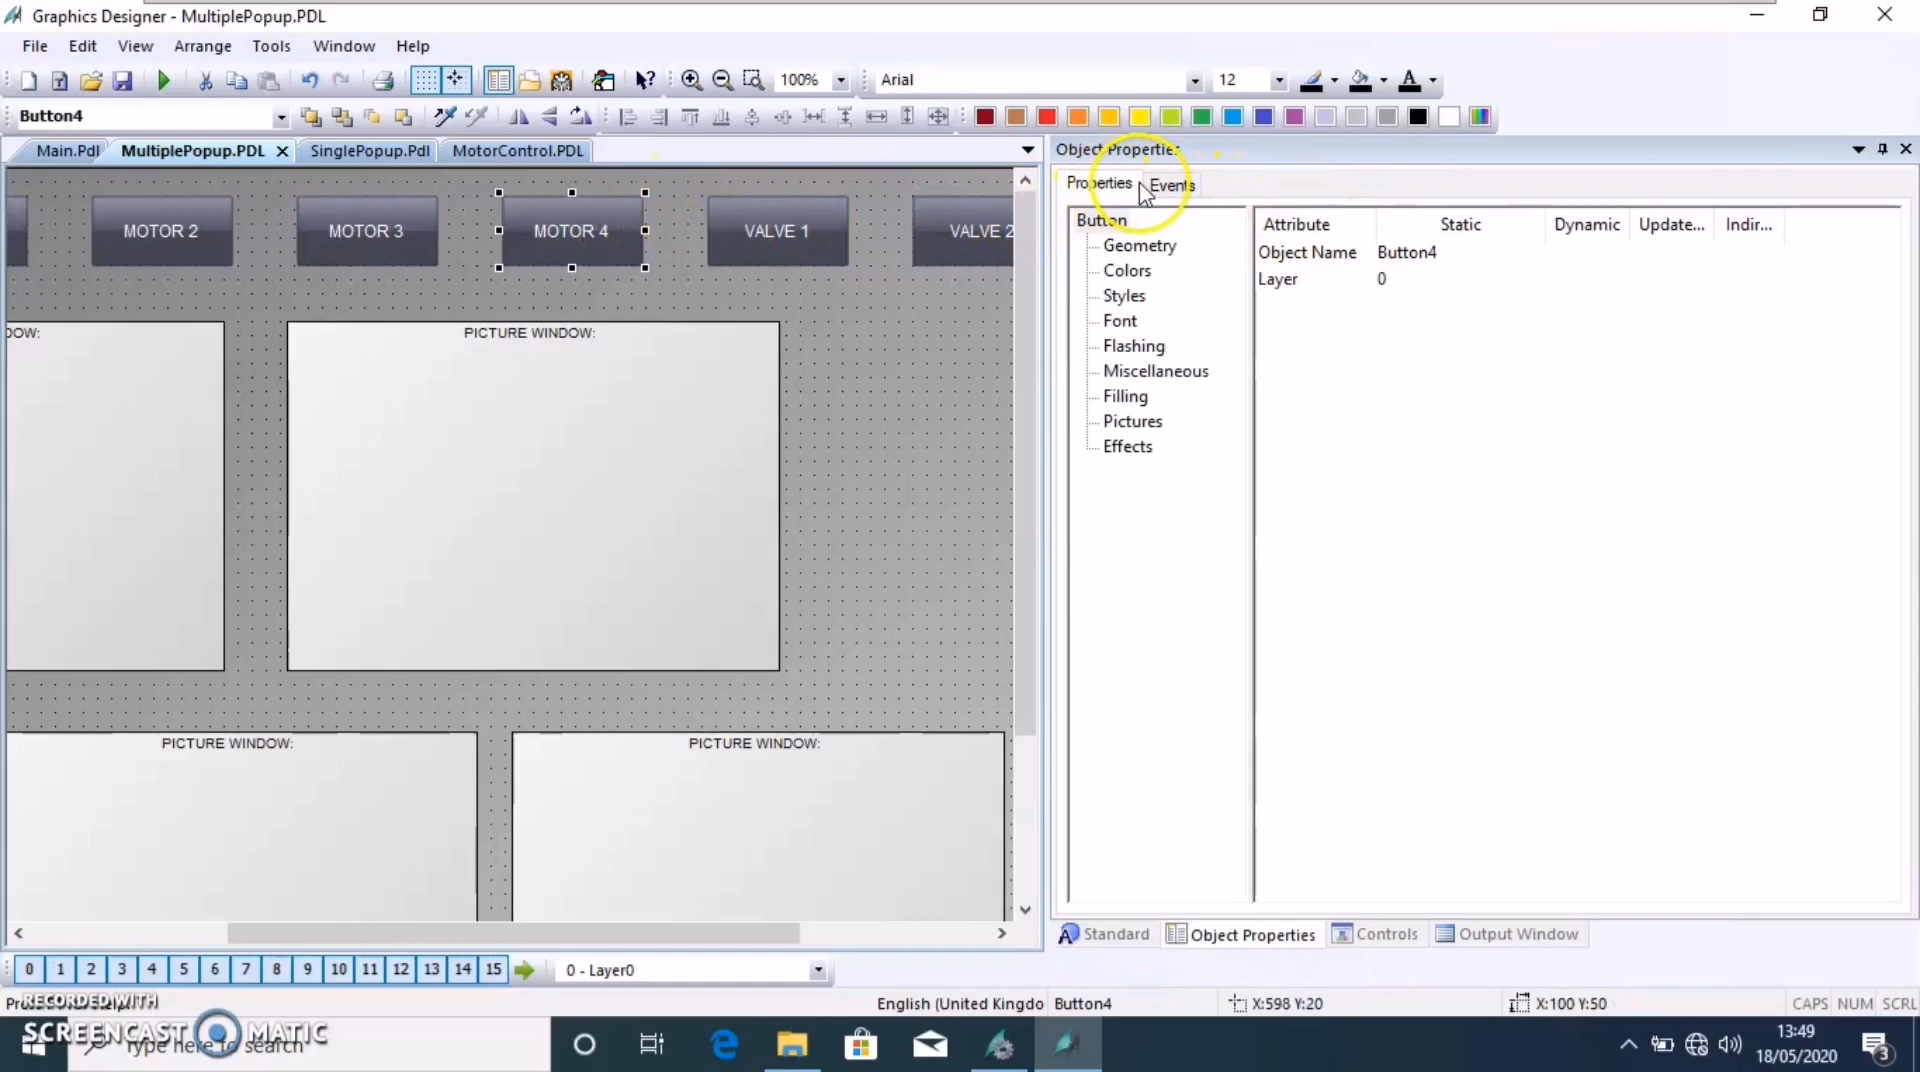 Graphics Designer - MultiplePopup.PDL
File Edit View Arrange Tools Window Help
100% Arial 12
Button4
Main.Pdl MultiplePopup.PDL SinglePopup.Pdl MotorControl.PDL
Object Properties
Properties Events
MOTOR 2 MOTOR 3 MOTOR 4 VALVE 1 VALVE 2
Button
Geometry
Colors
Styles
Font
Flashing
Miscellaneous
Filling
Pictures
Effects
Attribute Static Dynamic Update... Indir...
Object Name Button4
Layer 0
PICTURE WINDOW:
PICTURE WINDOW: PICTURE WINDOW:
Standard Object Properties Controls Output Window
0 1 2 3 4 5 6 7 8 9 10 11 12 13 14 15 0 - Layer0
English (United Kingdo Button4 X:598 Y:20 X:100 Y:50 CAPS NUM SCRL
RECORDED WITH
SCREENCAST MATIC
Type here to search
13:49
18/05/2020
3